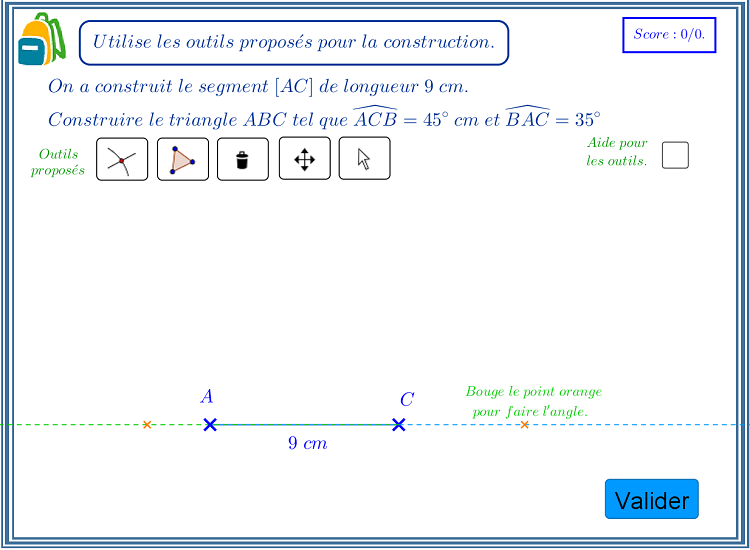 Utilise les outils proposés pour la construction.
Score : 0/0.
On a construit le segment [AC] de longueur 9 cm.
Construire le triangle ABC tel que \widehat{ACB} = 45° cm et \widehat{BAC} = 35°
Outils
proposés
Aide pour
les outils.
A
C
Bouge le point orange
pour faire l'angle.
9 cm
Valider